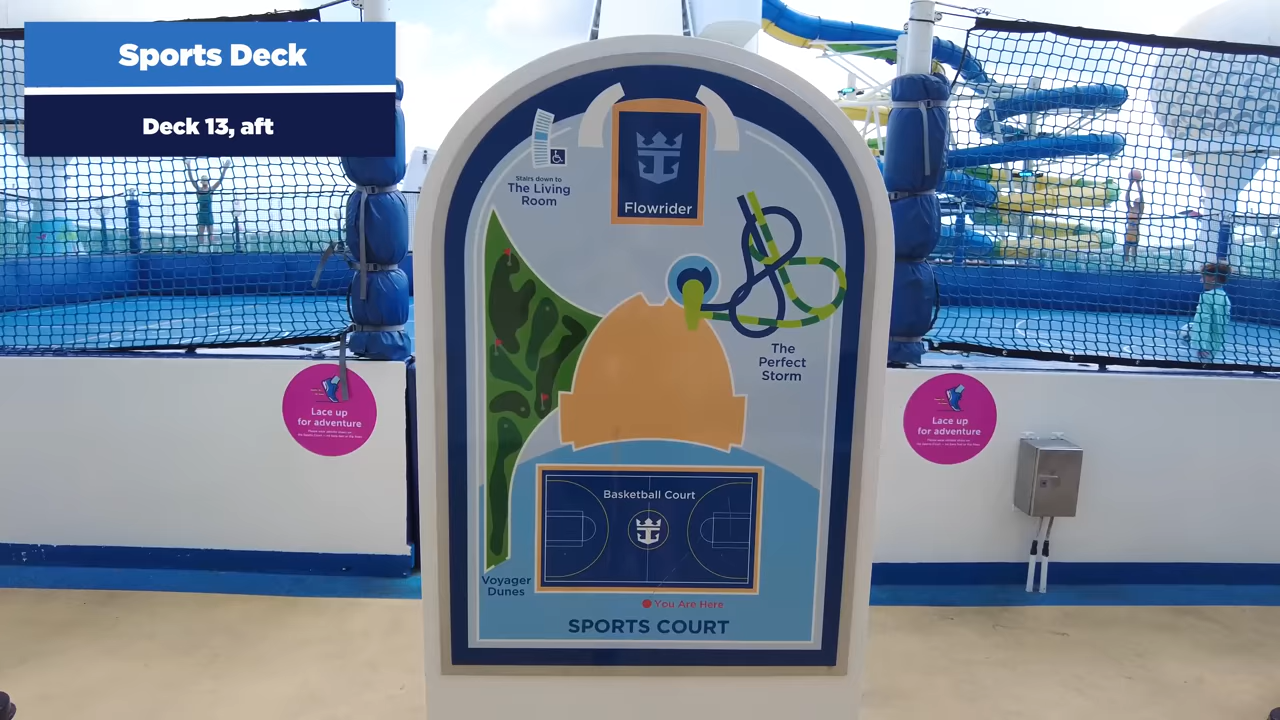 Sports Deck
Deck 13, aft
Stairs down to
The Living
Room
Flowrider
The
Perfect
Storm
Lace up
for adventure
Lace up
for adventure
Basketball Court
Voyager
Dunes
You Are Here
SPORTS COURT